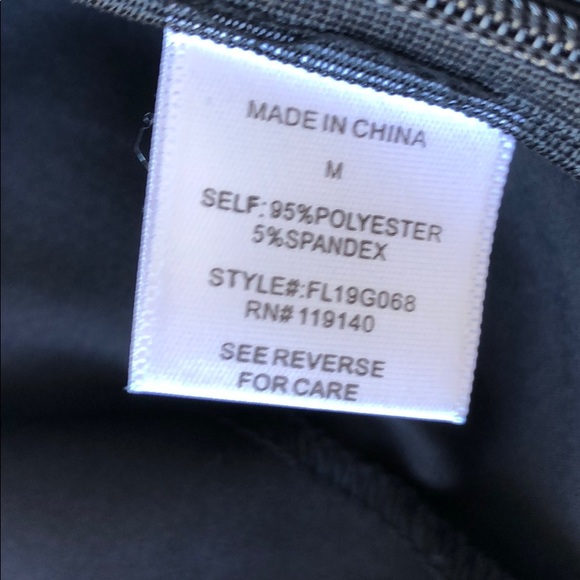 MADE IN CHINA
M
SELF: 95%POLYESTER
5%SPANDEX
STYLE#:FL19G068
RN# 119140
SEE REVERSE
FOR CARE